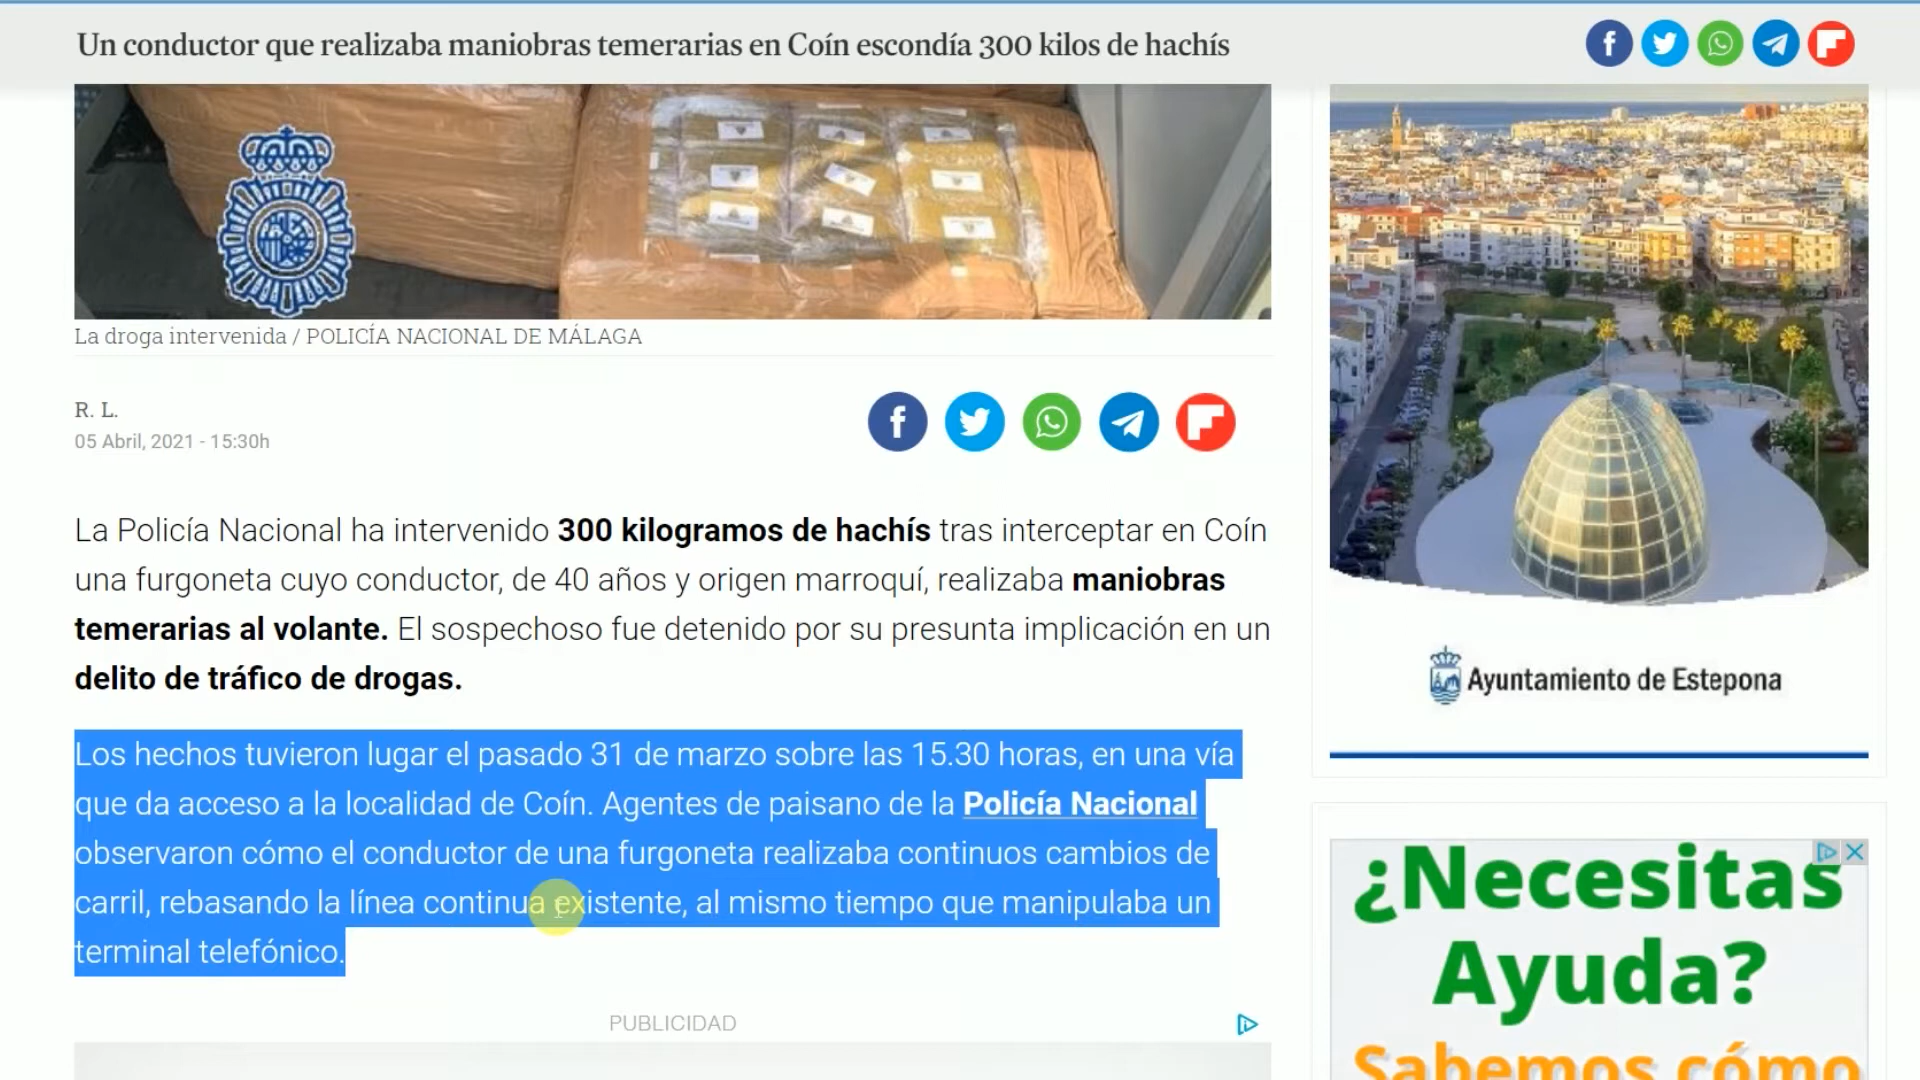 Un conductor que realizaba maniobras temerarias en Coín escondía 300 kilos de hachís
La droga intervenida / POLICÍA NACIONAL DE MÁLAGA
R. L.
05 Abril, 2021 - 15:30h
La Policía Nacional ha intervenido 300 kilogramos de hachís tras interceptar en Coín
una furgoneta cuyo conductor, de 40 años y origen marroquí, realizaba maniobras
temerarias al volante. El sospechoso fue detenido por su presunta implicación en un
delito de tráfico de drogas.
Los hechos tuvieron lugar el pasado 31 de marzo sobre las 15.30 horas, en una vía
que da acceso a la localidad de Coín. Agentes de paisano de la Policía Nacional
observaron cómo el conductor de una furgoneta realizaba continuos cambios de
carril, rebasando la línea continua existente, al mismo tiempo que manipulaba un
terminal telefónico.
PUBLICIDAD
Ayuntamiento de Estepona
¿Necesitas
Ayuda?
Sabemos cómo